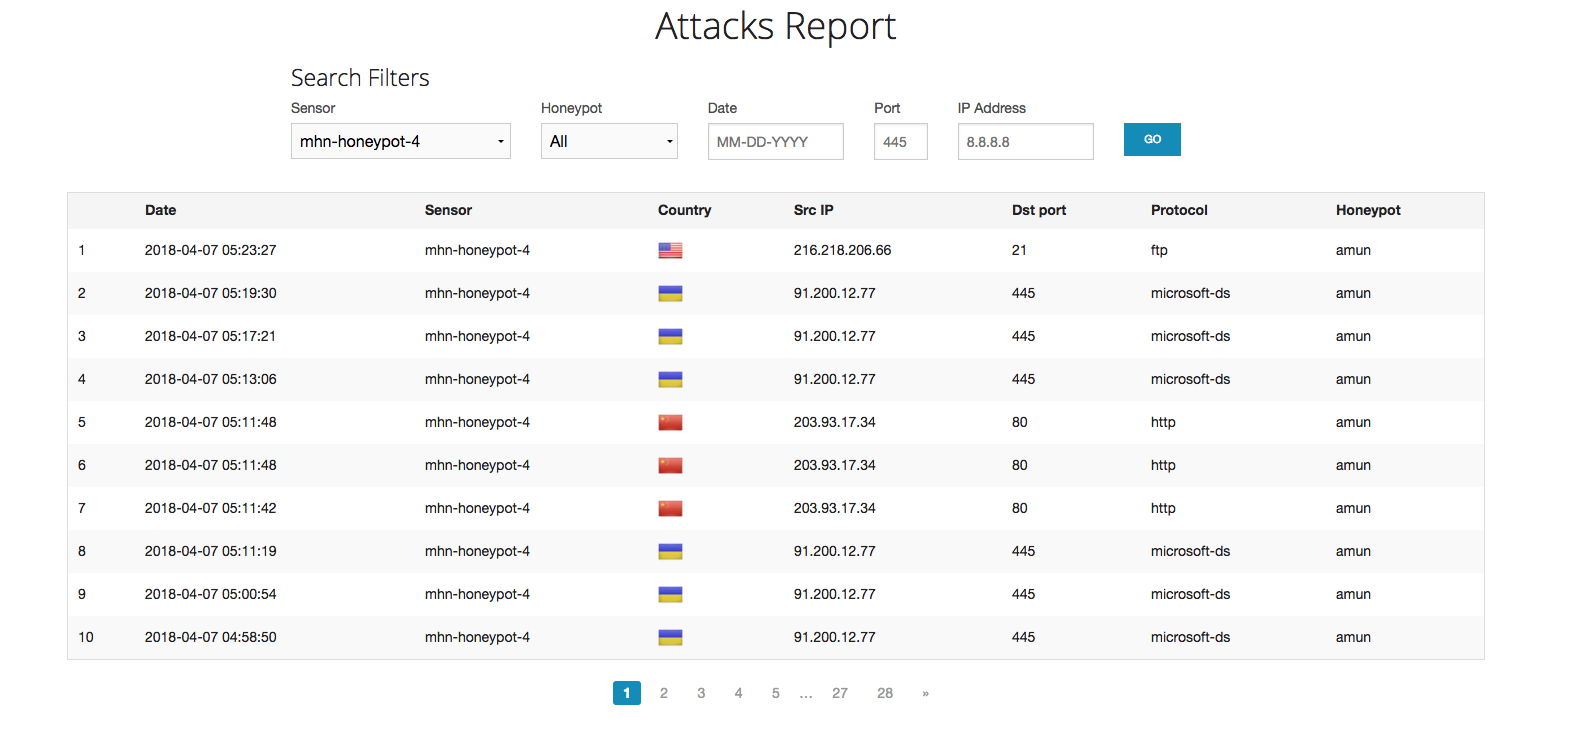 Attacks Report
Search Filters
Sensor Honeypot Date Port IP Address
mhn-honeypot-4 All MM-DD-YYYY 445 8.8.8.8 GO
Date Sensor Country Src IP Dst port Protocol Honeypot
1 2018-04-07 05:23:27 mhn-honeypot-4 216.218.206.66 21 ftp amun
2 2018-04-07 05:19:30 mhn-honeypot-4 91.200.12.77 445 microsoft-ds amun
3 2018-04-07 05:17:21 mhn-honeypot-4 91.200.12.77 445 microsoft-ds amun
4 2018-04-07 05:13:06 mhn-honeypot-4 91.200.12.77 445 microsoft-ds amun
5 2018-04-07 05:11:48 mhn-honeypot-4 203.93.17.34 80 http amun
6 2018-04-07 05:11:48 mhn-honeypot-4 203.93.17.34 80 http amun
7 2018-04-07 05:11:42 mhn-honeypot-4 203.93.17.34 80 http amun
8 2018-04-07 05:11:19 mhn-honeypot-4 91.200.12.77 445 microsoft-ds amun
9 2018-04-07 05:00:54 mhn-honeypot-4 91.200.12.77 445 microsoft-ds amun
10 2018-04-07 04:58:50 mhn-honeypot-4 91.200.12.77 445 microsoft-ds amun
1 2 3 4 5 ... 27 28 »